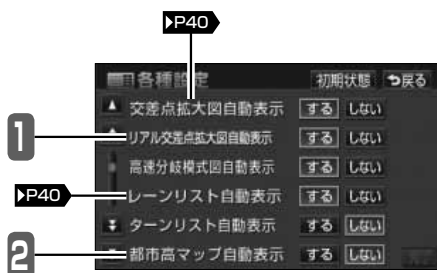 ▶P40
各種設定 初期状態 戻る
交差点拡大図自動表示 する しない
1
リアル交差点拡大図自動表示 する しない
高速分岐模式図自動表示 する しない
▶P40
レーンリスト自動表示 する しない
ターンリスト自動表示 する しない
2
都市高マップ自動表示 する しない